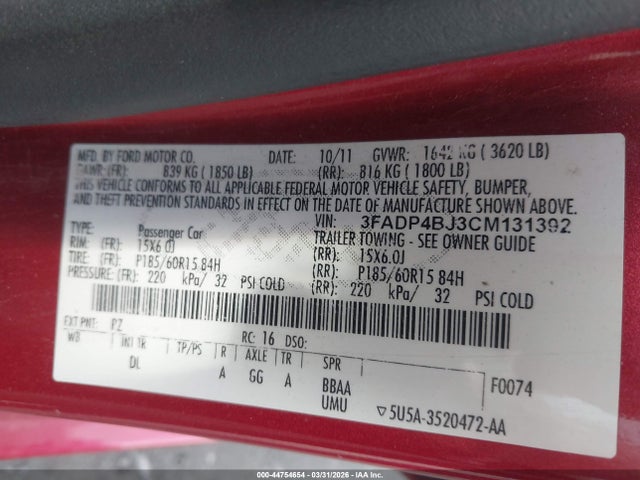 MFD. BY FORD MOTOR CO. DATE: 10/11 GVWR: 1642 KG ( 3620 LB)
GAWR: (FR): 839 KG ( 1850 LB) (RR): 816 KG ( 1800 LB)
THIS VEHICLE CONFORMS TO ALL APPLICABLE FEDERAL MOTOR VEHICLE SAFETY, BUMPER,
AND THEFT PREVENTION STANDARDS IN EFFECT ON THE DATE OF MANUFACTURE SHOWN ABOVE.
VIN: 3FADP4BJ3CM131392
TYPE: Passenger Car TRAILER TOWING - SEE OWNER GUIDE
RIM: (FR): 15X6.0J (RR): 15X6.0J
TIRE: (FR): P185/60R15 84H (RR): P185/60R15 84H
PRESSURE: (FR): 220 kPa/ 32 PSI COLD (RR): 220 kPa/ 32 PSI COLD
EXT PNT: PZ RC: 16 DSO:
WB INT TR TP/PS R AXLE TR SPR
DL A GG A BBAA F0074
UMU ▽5U5A-3520472-AA
000-44754654 | 03/31/2026 - IAA Inc.